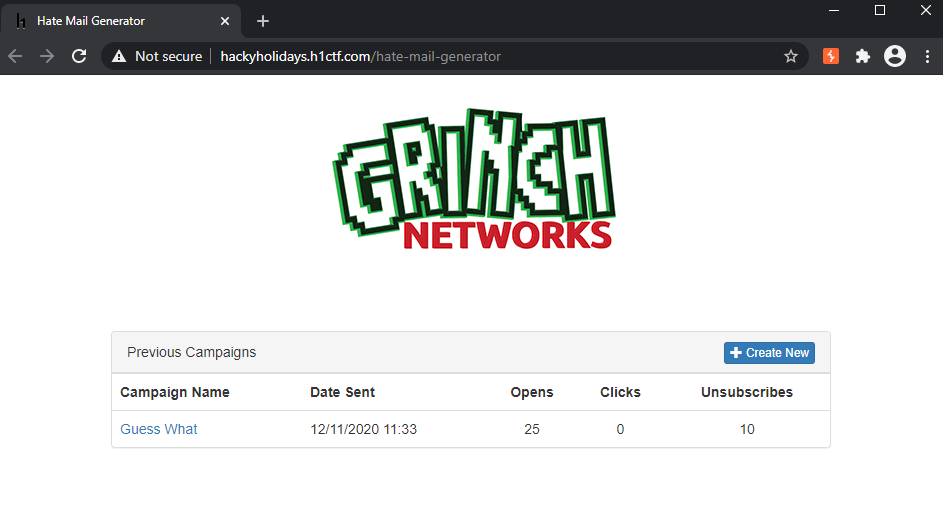 Hate Mail Generator
Not secure | hackyholidays.h1ctf.com/hate-mail-generator
GRINCH
NETWORKS
Previous Campaigns
Create New
Campaign Name Date Sent Opens Clicks Unsubscribes
Guess What 12/11/2020 11:33 25 0 10